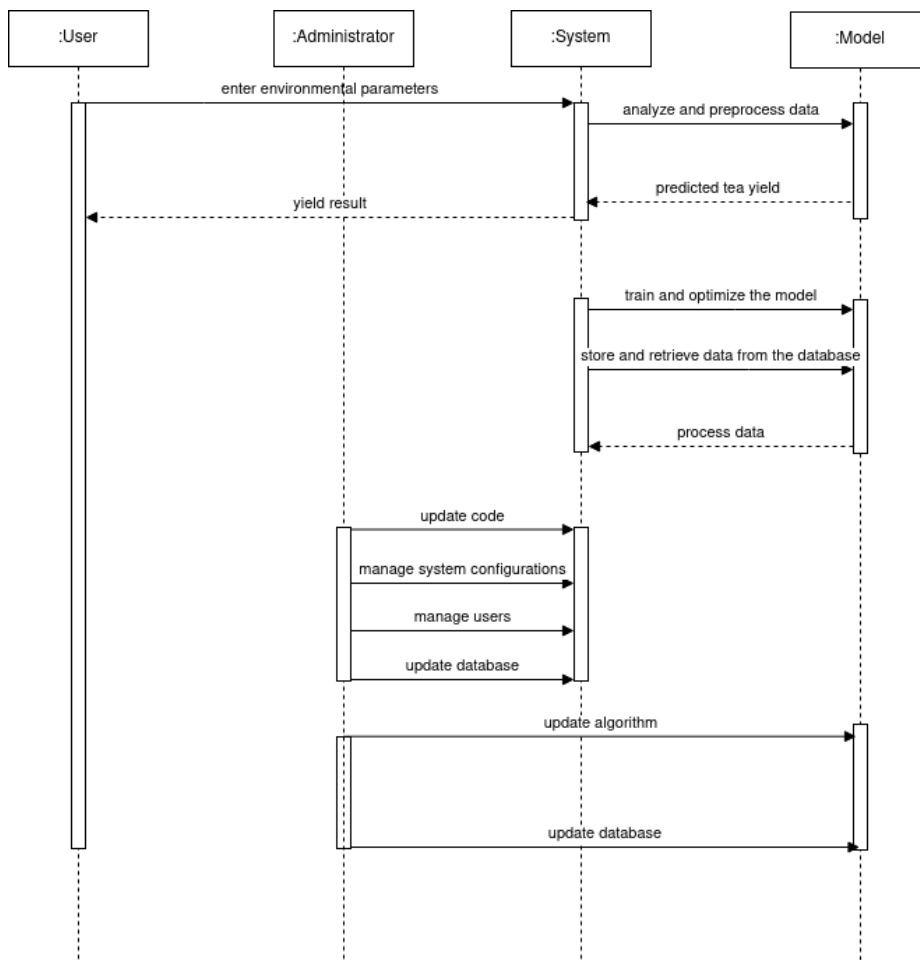 :User
:Administrator
:System
:Model
enter environmental parameters
analyze and preprocess data
predicted tea yield
yield result
train and optimize the model
store and retrieve data from the database
process data
update code
manage system configurations
manage users
update database
update algorithm
update database